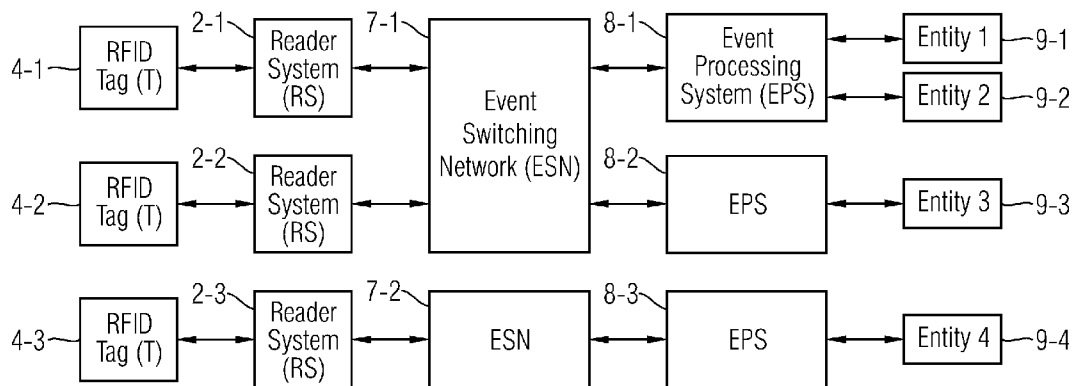 2-1
7-1
8-1
4-1
RFID
Tag (T)
Reader
System
(RS)
Event
Switching
Network (ESN)
Event
Processing
System (EPS)
Entity 1
9-1
Entity 2
9-2
2-2
8-2
4-2
RFID
Tag (T)
Reader
System
(RS)
EPS
Entity 3
9-3
2-3
7-2
8-3
4-3
RFID
Tag (T)
Reader
System
(RS)
ESN
EPS
Entity 4
9-4